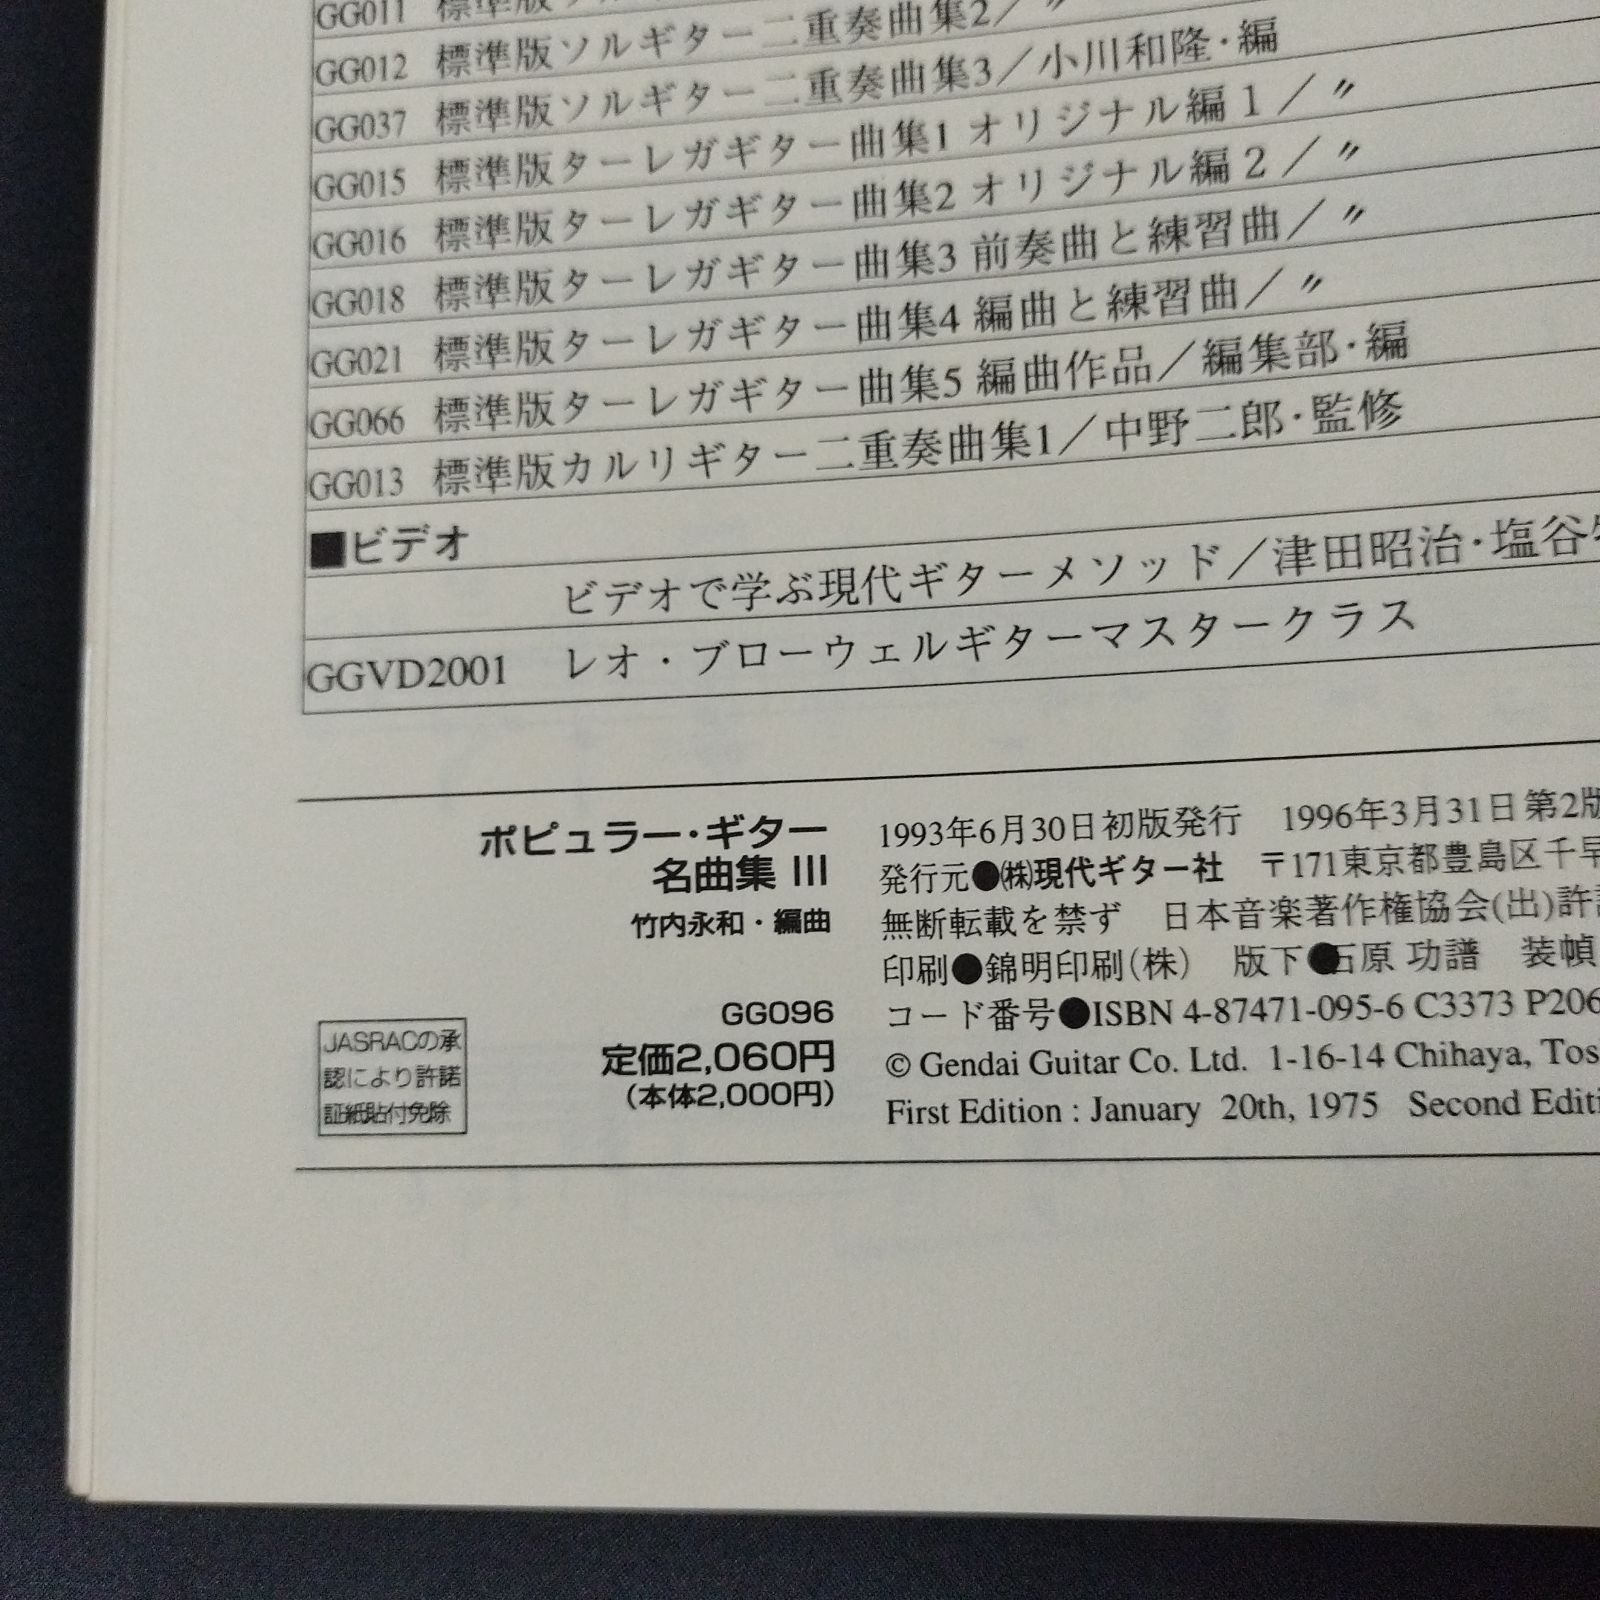 GG011 標準版ソル
GG012 標準版ソルギター二重奏曲集2／〃
GG037 標準版ソルギター二重奏曲集3／小川和隆・編
GG015 標準版ターレガギター曲集1 オリジナル編1／〃
GG016 標準版ターレガギター曲集2 オリジナル編2／〃
GG018 標準版ターレガギター曲集3 前奏曲と練習曲／〃
GG021 標準版ターレガギター曲集4 編曲と練習曲／〃
GG066 標準版ターレガギター曲集5 編曲作品／編集部・編
GG013 標準版カルリギター二重奏曲集1／中野二郎・監修
■ビデオ
ビデオで学ぶ現代ギターメソッド／津田昭治・塩谷
GGVD2001 レオ・ブローウェルギターマスタークラス
ポピュラー・ギター
名曲集 III
竹内永和・編曲
GG096
定価2,060円
（本体2,000円）
JASRACの承
認により許諾
証紙貼付免除
1993年6月30日初版発行 1996年3月31日第2版
発行元●㈱現代ギター社 〒171東京都豊島区千早
無断転載を禁ず 日本音楽著作権協会(出)許
印刷●錦明印刷(株) 版下●石原 功譜 装幀
コード番号●ISBN 4-87471-095-6 C3373 P206
© Gendai Guitar Co. Ltd. 1-16-14 Chihaya, Tos
First Edition : January 20th, 1975 Second Editi